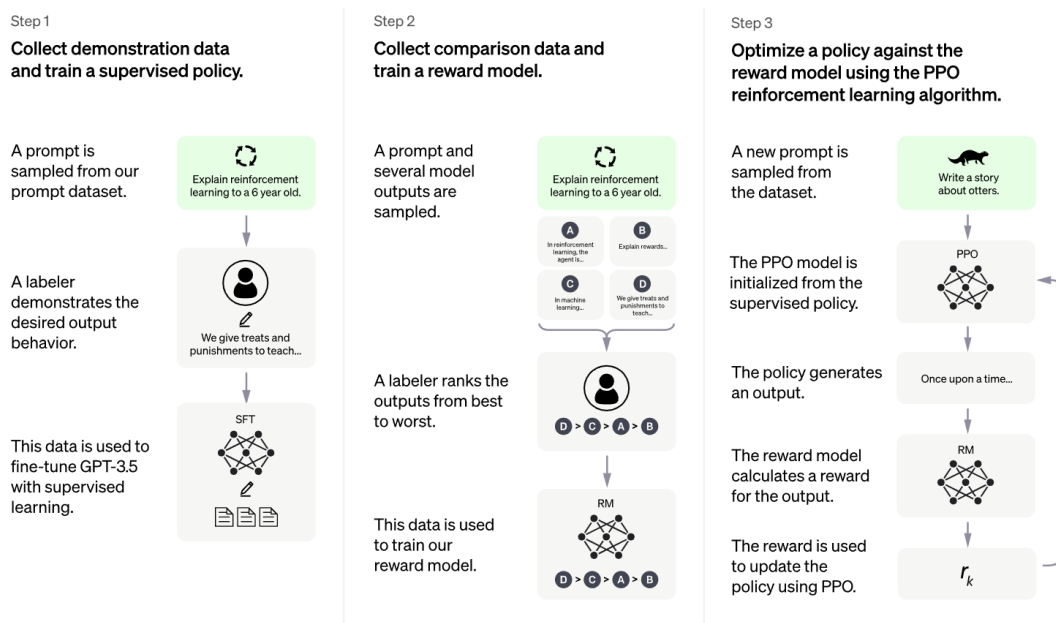 Step 1
Collect demonstration data
and train a supervised policy.
A prompt is
sampled from our
prompt dataset.
Explain reinforcement
learning to a 6 year old.
A labeler
demonstrates the
desired output
behavior.
We give treats and
punishments to teach...
This data is used to
fine-tune GPT-3.5
with supervised
learning.
SFT
Step 2
Collect comparison data and
train a reward model.
A prompt and
several model
outputs are
sampled.
Explain reinforcement
learning to a 6 year old.
A
In reinforcement
learning, the
agent is...
B
Explain rewards...
C
In machine
learning...
D
We give treats and
punishments to
teach...
A labeler ranks the
outputs from best
to worst.
D > C > A > B
This data is used
to train our
reward model.
RM
D > C > A > B
Step 3
Optimize a policy against the
reward model using the PPO
reinforcement learning algorithm.
A new prompt is
sampled from
the dataset.
Write a story
about otters.
The PPO model is
initialized from the
supervised policy.
PPO
The policy generates
an output.
Once upon a time...
The reward model
calculates a reward
for the output.
RM
The reward is used
to update the
policy using PPO.
rk